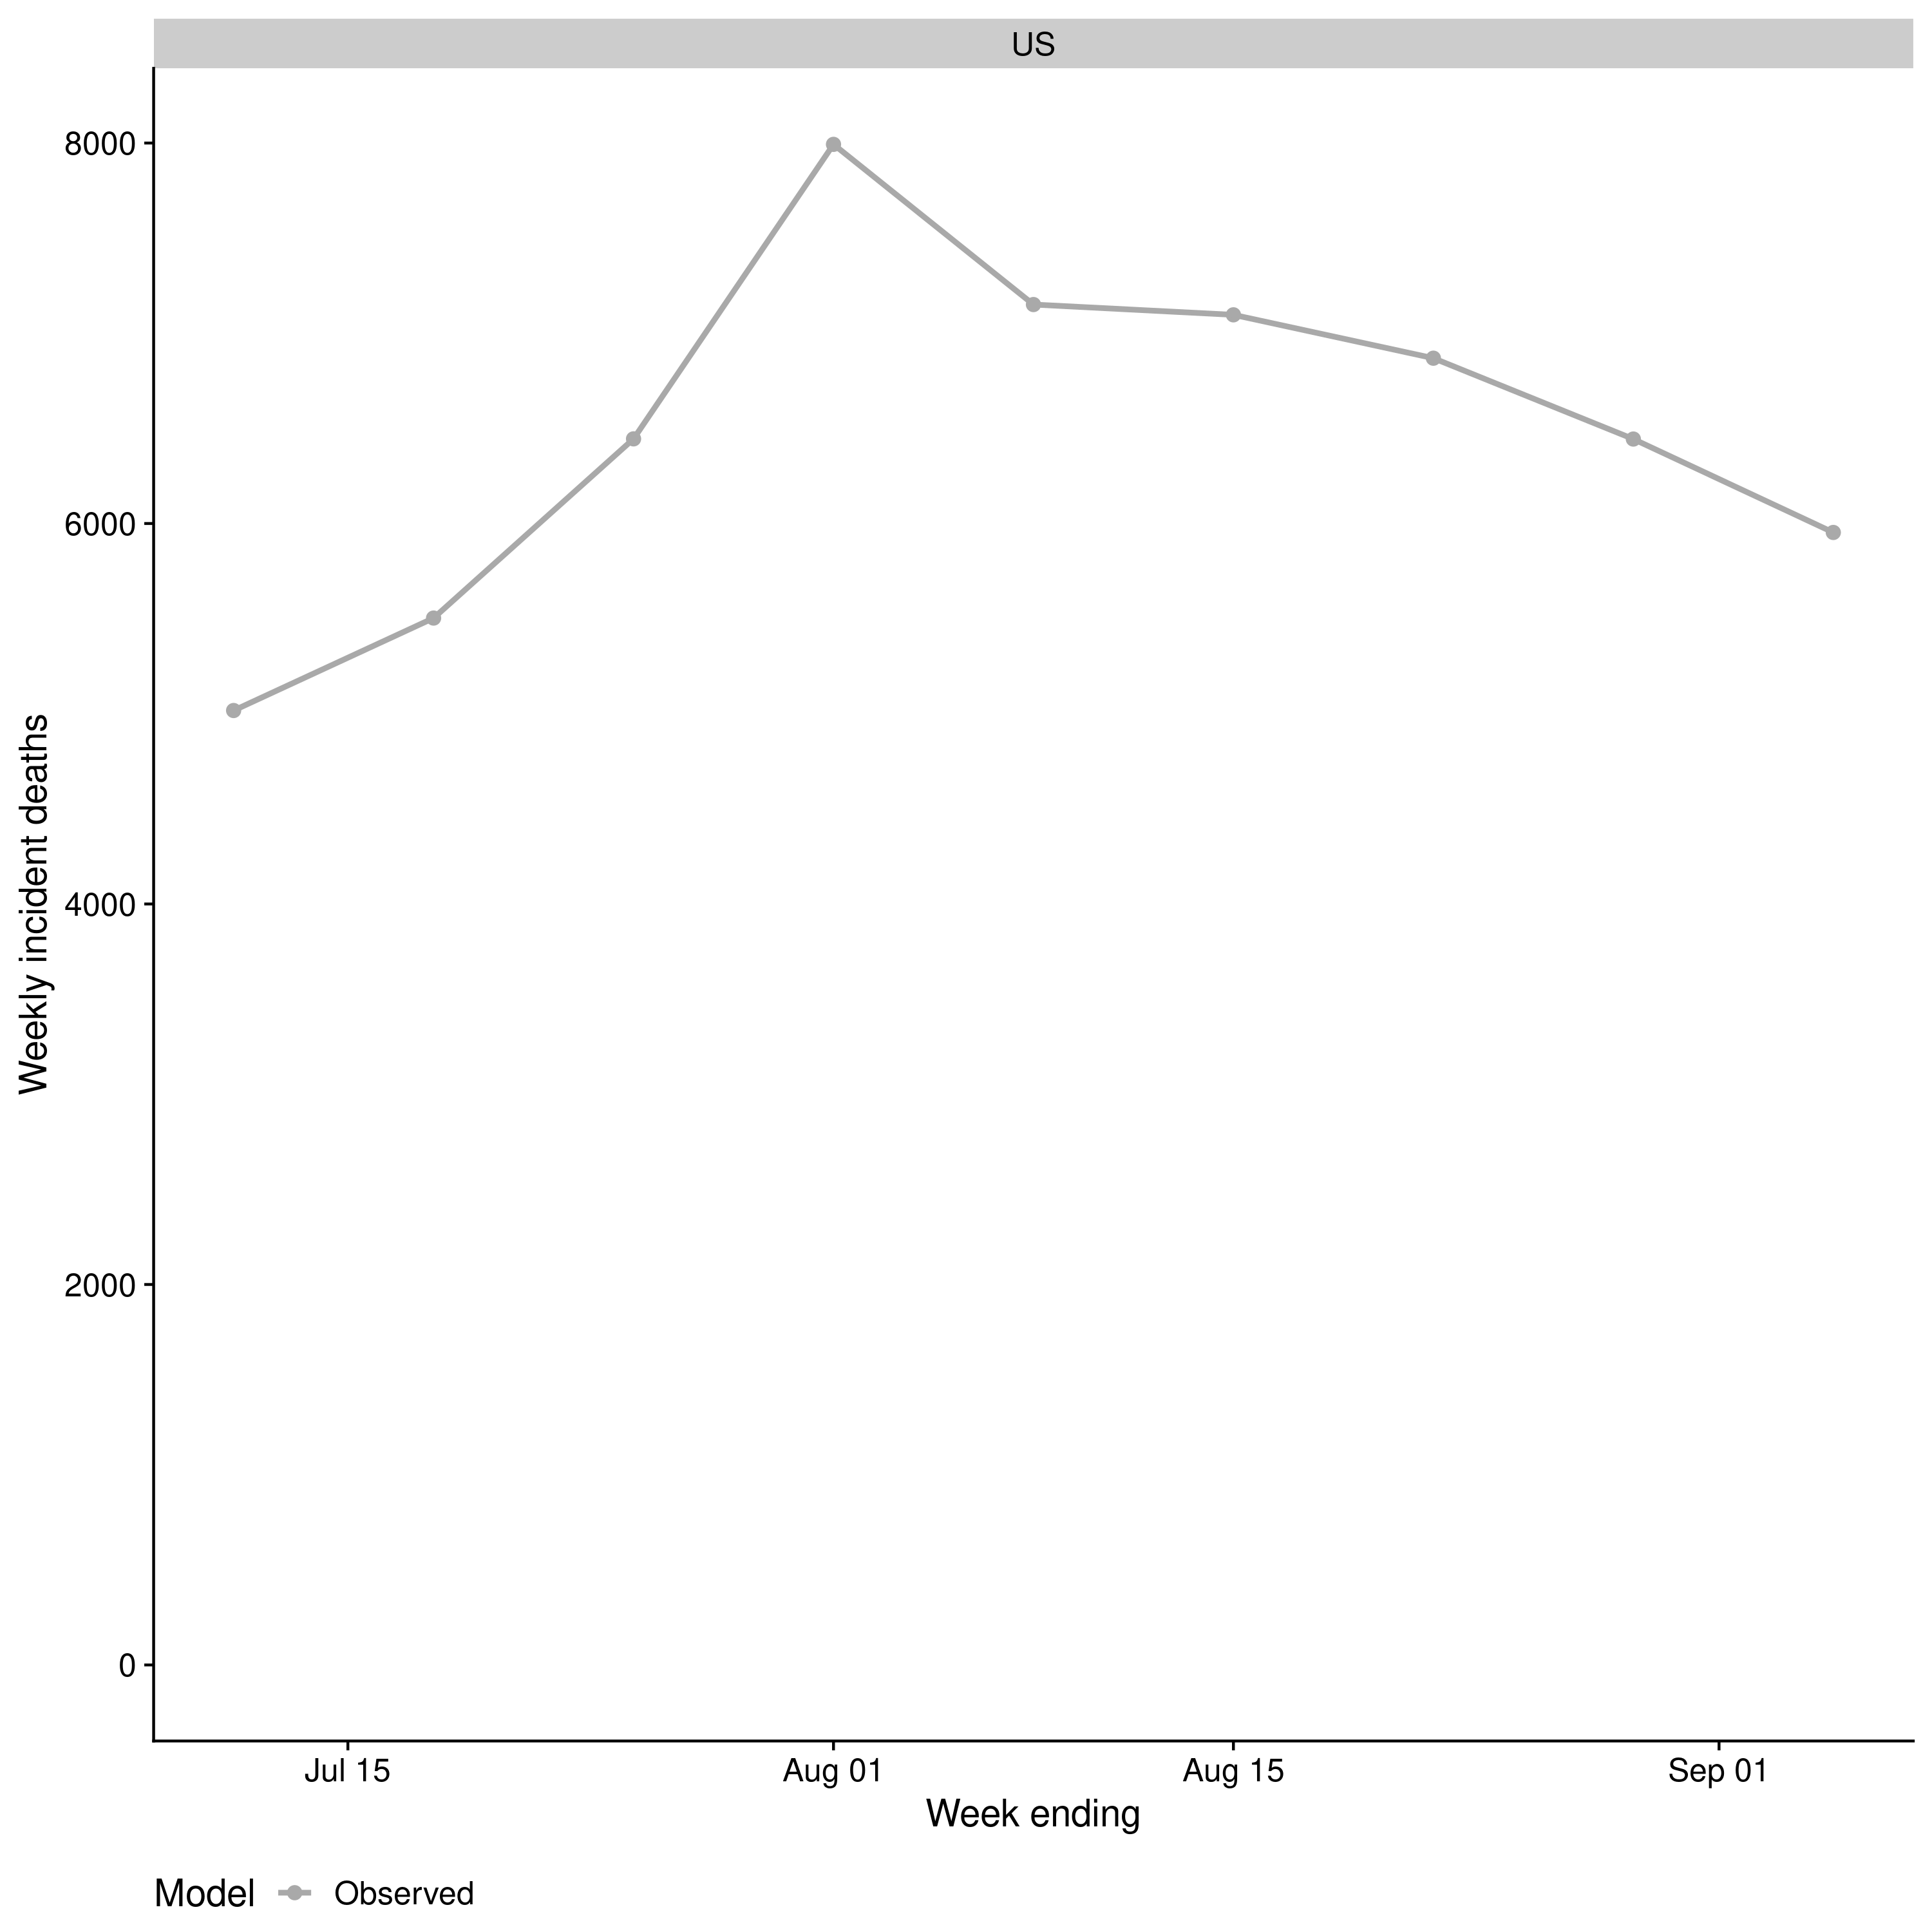 US
8000
6000
4000
2000
0
Weekly incident deaths
Jul 15
Aug 01
Aug 15
Sep 01
Week ending
Model
Observed